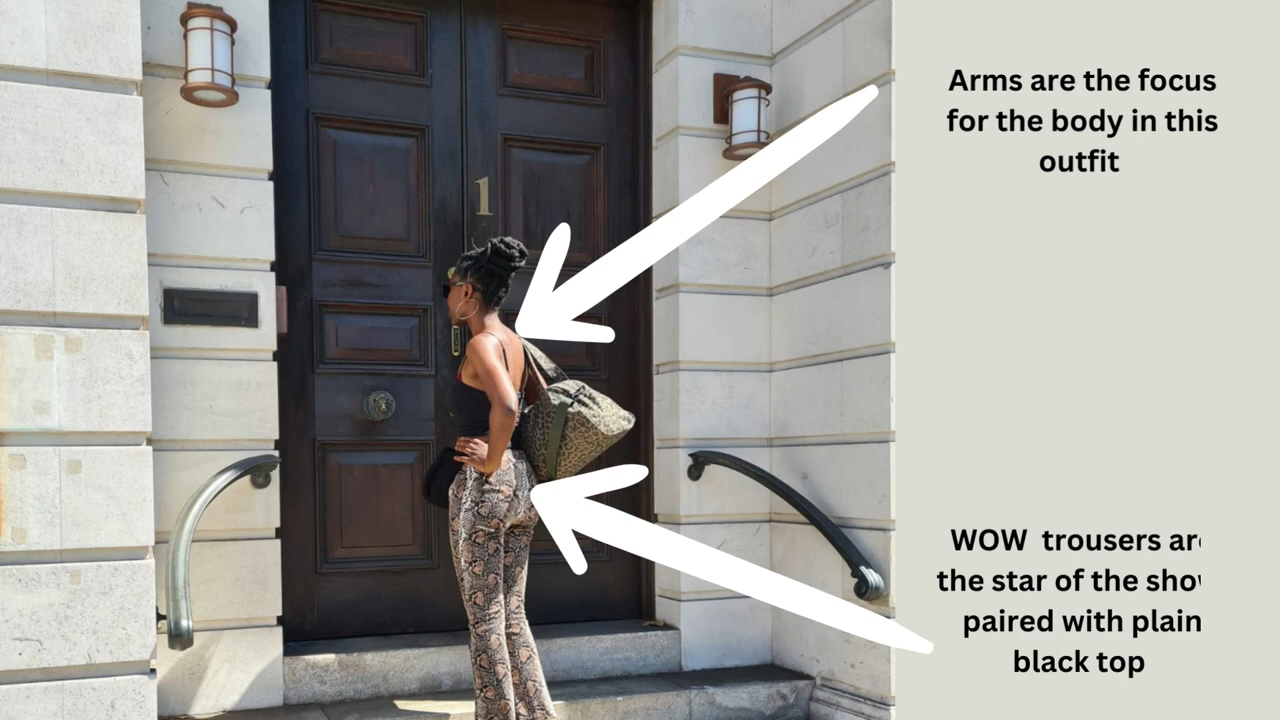 1
Arms are the focus
for the body in this
outfit
WOW trousers are
the star of the sho
paired with plain
black top